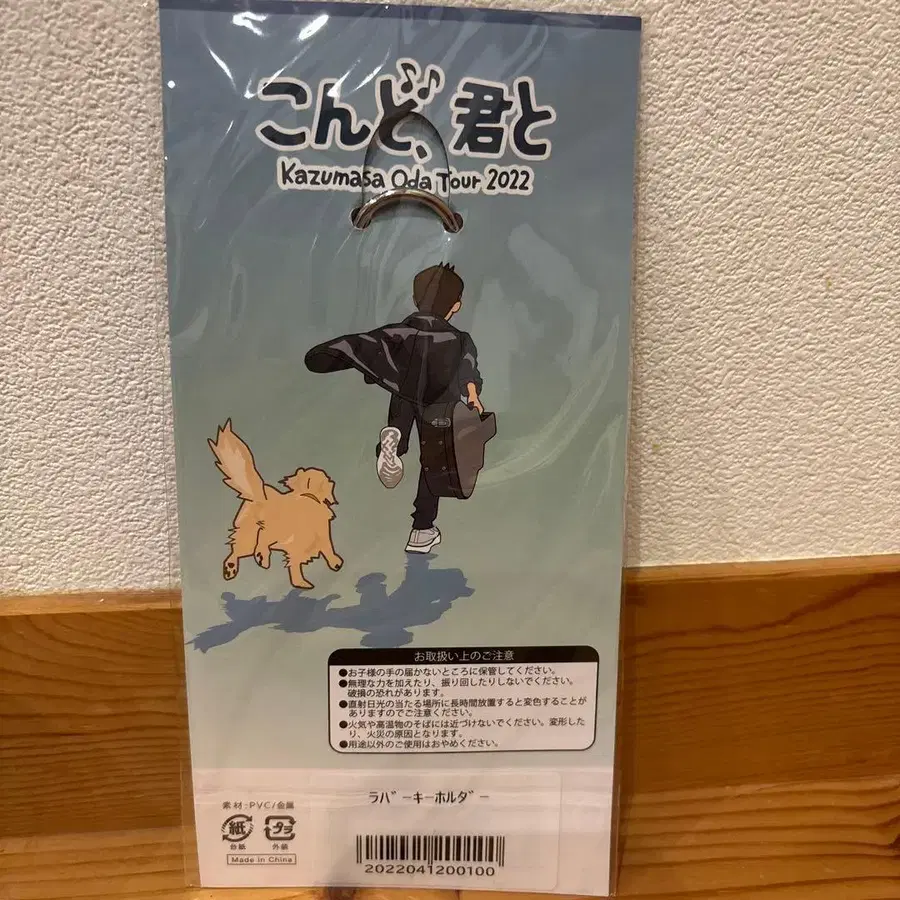 こんど、君と
Kazumasa Oda Tour 2022
お取扱い上のご注意
●お子様の手の届かないところに保管してください。
●無理な力を加えたり、振り回したりしないでください。
破損の恐れがあります。
●直射日光の当たる場所に長時間放置すると変色することが
ありますのでご注意ください。
●火気や高温物のそばには近づけないでください。変形した
り、火災の原因となります。
●用途以外のご使用はおやめください。
ラバーキーホルダー
素材:PVC/金属
紙 プラ
台紙 外装
Made in China
2022041200100